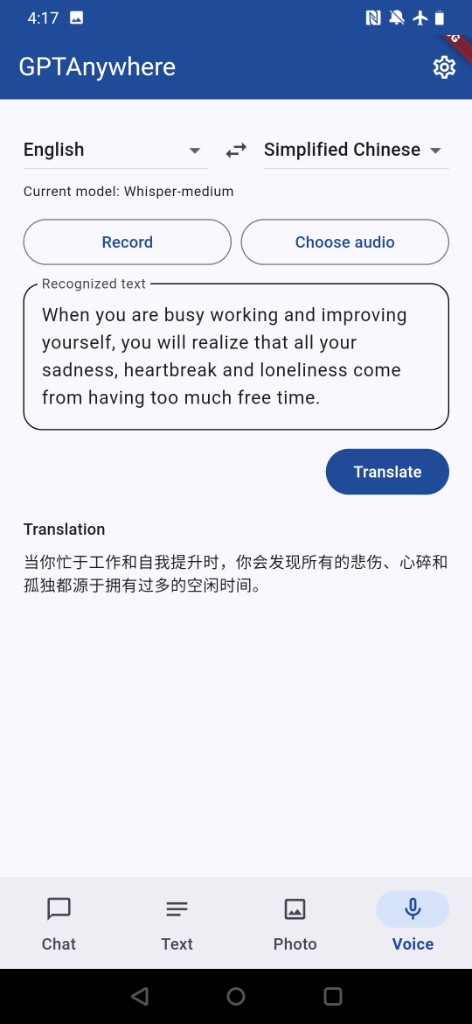 4:17
GPTAnywhere
English
Simplified Chinese
Current model: Whisper-medium
Record
Choose audio
Recognized text
When you are busy working and improving
yourself, you will realize that all your
sadness, heartbreak and loneliness come
from having too much free time.
Translate
Translation
当你忙于工作和自我提升时，你会发现所有的悲伤、心碎和
孤独都源于拥有过多的空闲时间。
Chat
Text
Photo
Voice